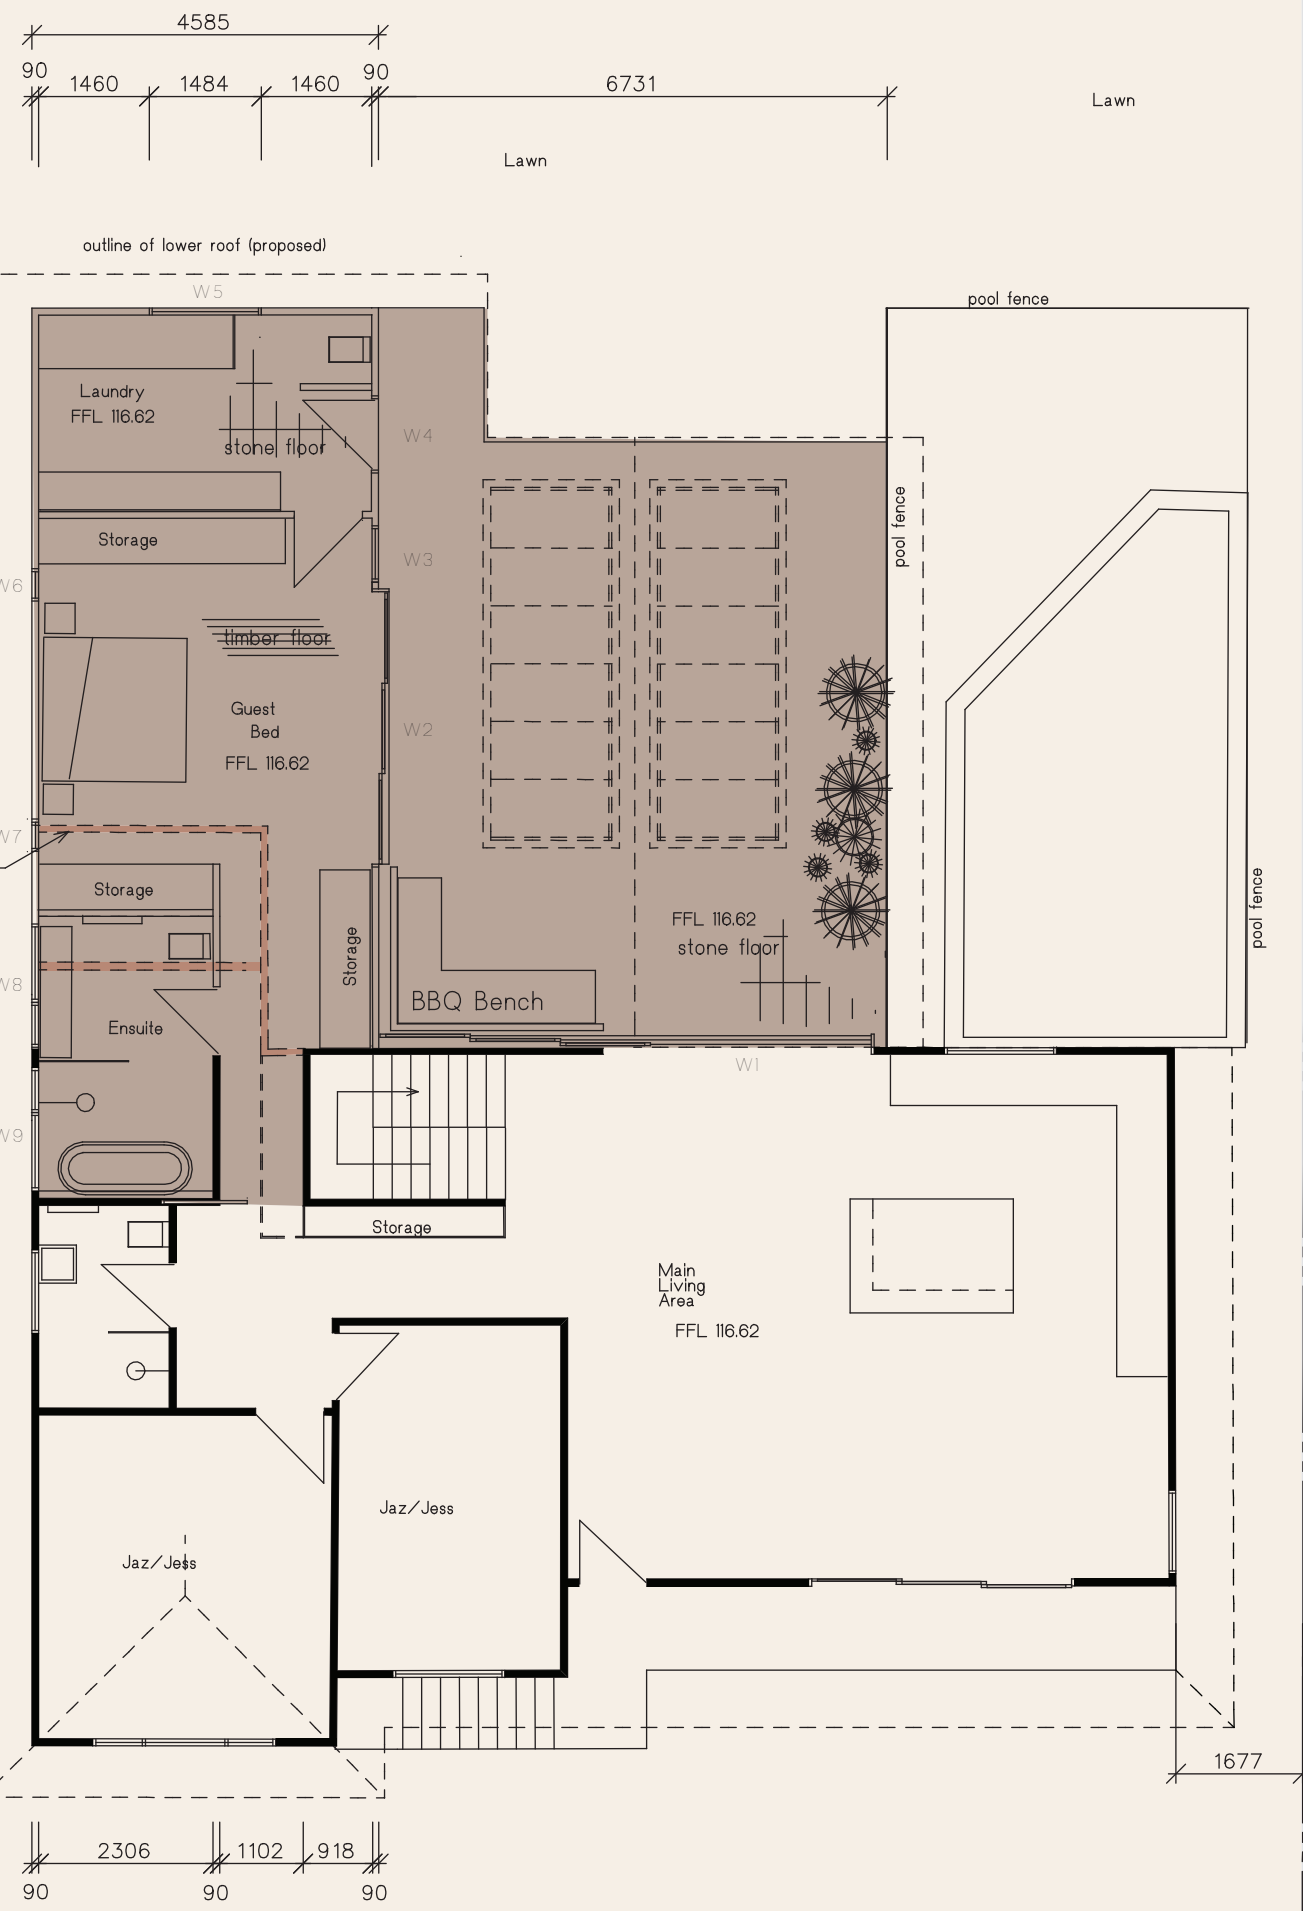 4585
90
1460
1484
1460
90
6731
Lawn
Lawn
outline of lower roof (proposed)
W5
pool fence
Laundry
FFL 116.62
stone floor
W4
pool fence
Storage
W3
W6
timber floor
Guest
Bed
FFL 116.62
W2
W7
Storage
Storage
FFL 116.62
stone floor
pool fence
W8
BBQ Bench
Ensuite
W1
W9
Storage
Main
Living
Area
FFL 116.62
Jaz/Jess
Jaz/Jess
1677
2306
1102
918
90
90
90